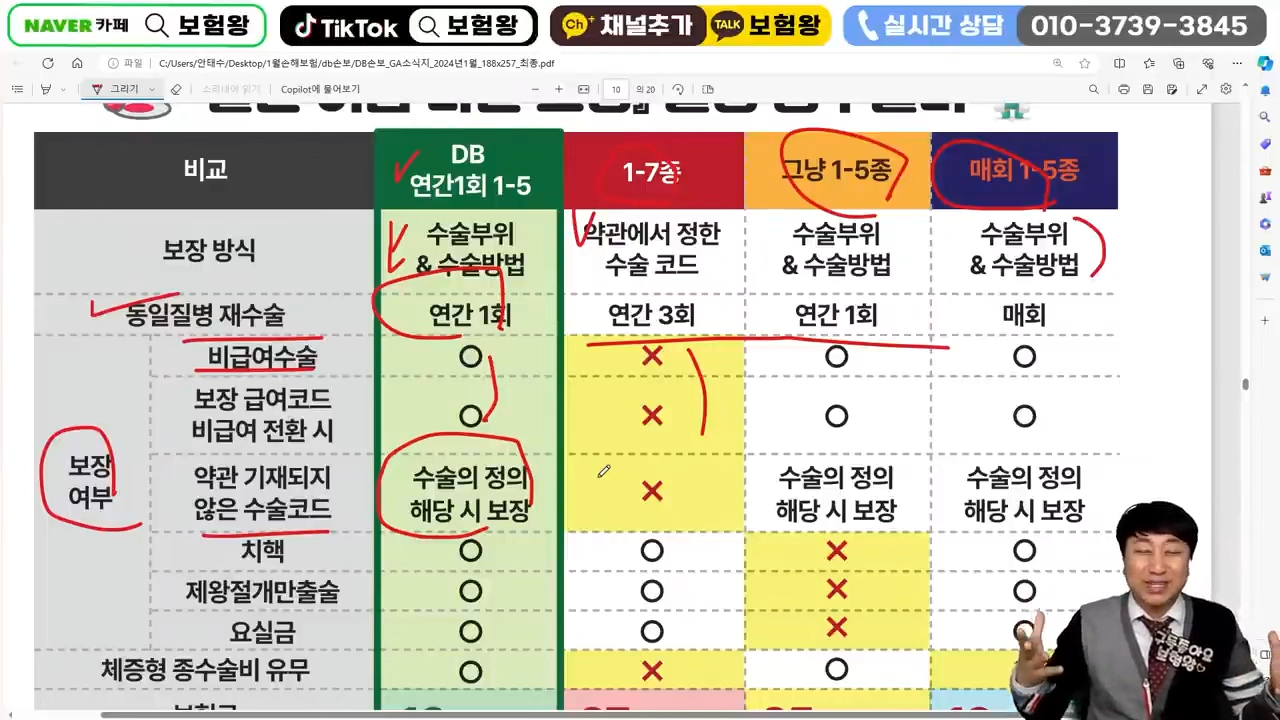 NAVER 카페 보험왕 TikTok 보험왕 Ch+ 채널추가 TALK 보험왕 실시간 상담 010-3739-3845
파일 C:/Users/안태수/Desktop/1월손해보험/db손보/DB손보_GA소식지_2024년1월_188x257_최종.pdf
그리기 소리내어 읽기 Copilot에 물어보기 10 의 20
비교 DB 연간1회 1-5 1-7종 그냥 1-5종 매회 1-5종
보장 방식 수술부위 & 수술방법 약관에서 정한 수술 코드 수술부위 & 수술방법 수술부위 & 수술방법
동일질병 재수술 연간 1회 연간 3회 연간 1회 매회
보장 여부
비급여수술 ○ × ○ ○
보장 급여코드 비급여 전환 시 ○ × ○ ○
약관 기재되지 않은 수술코드 수술의 정의 해당 시 보장 × 수술의 정의 해당 시 보장 수술의 정의 해당 시 보장
치핵 ○ ○ × ○
제왕절개만출술 ○ ○ × ○
요실금 ○ ○ × ○
체증형 종수술비 유무 ○ × ○